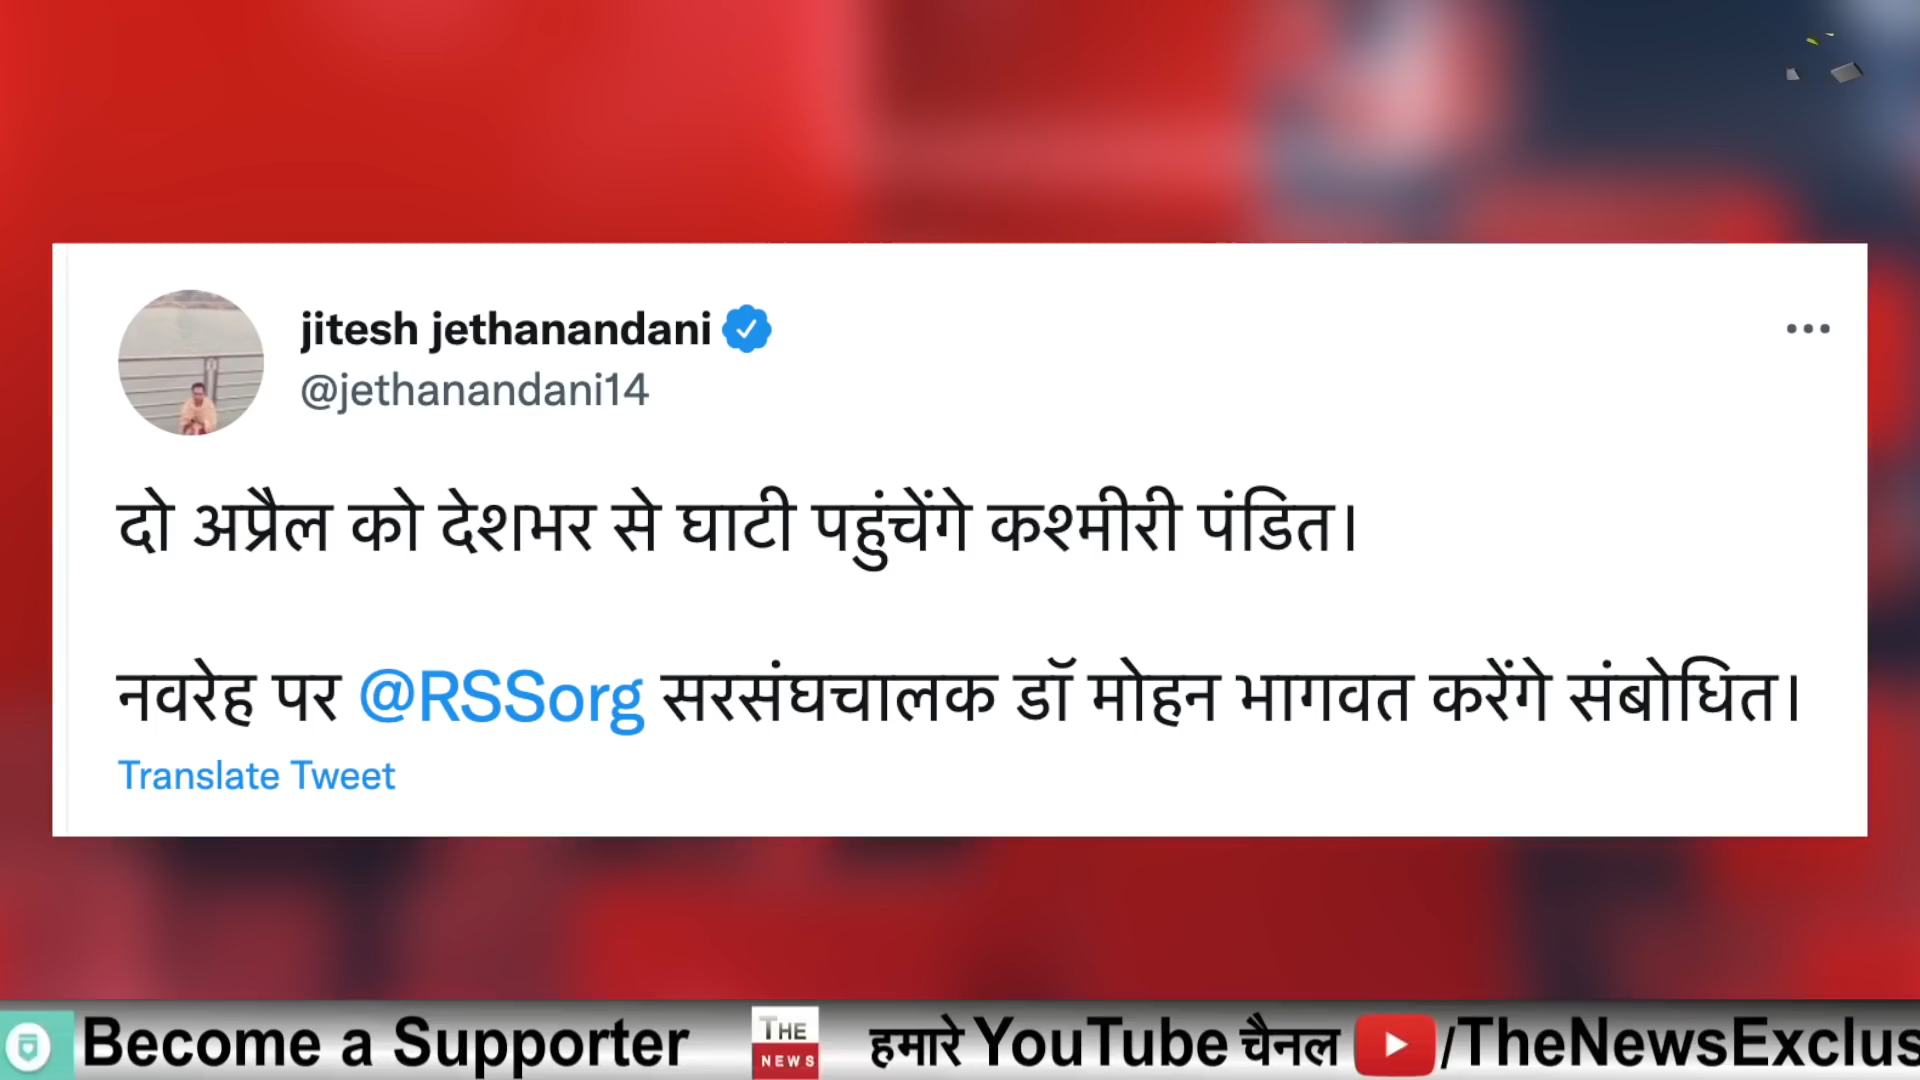 jitesh jethanandani
@jethanandani14
दो अप्रैल को देशभर से घाटी पहुंचेंगे कश्मीरी पंडित।
नवरेह पर @RSSorg सरसंघचालक डॉ मोहन भागवत करेंगे संबोधित।
Translate Tweet
Become a Supporter THE NEWS हमारे YouTube चैनल /TheNewsExclus